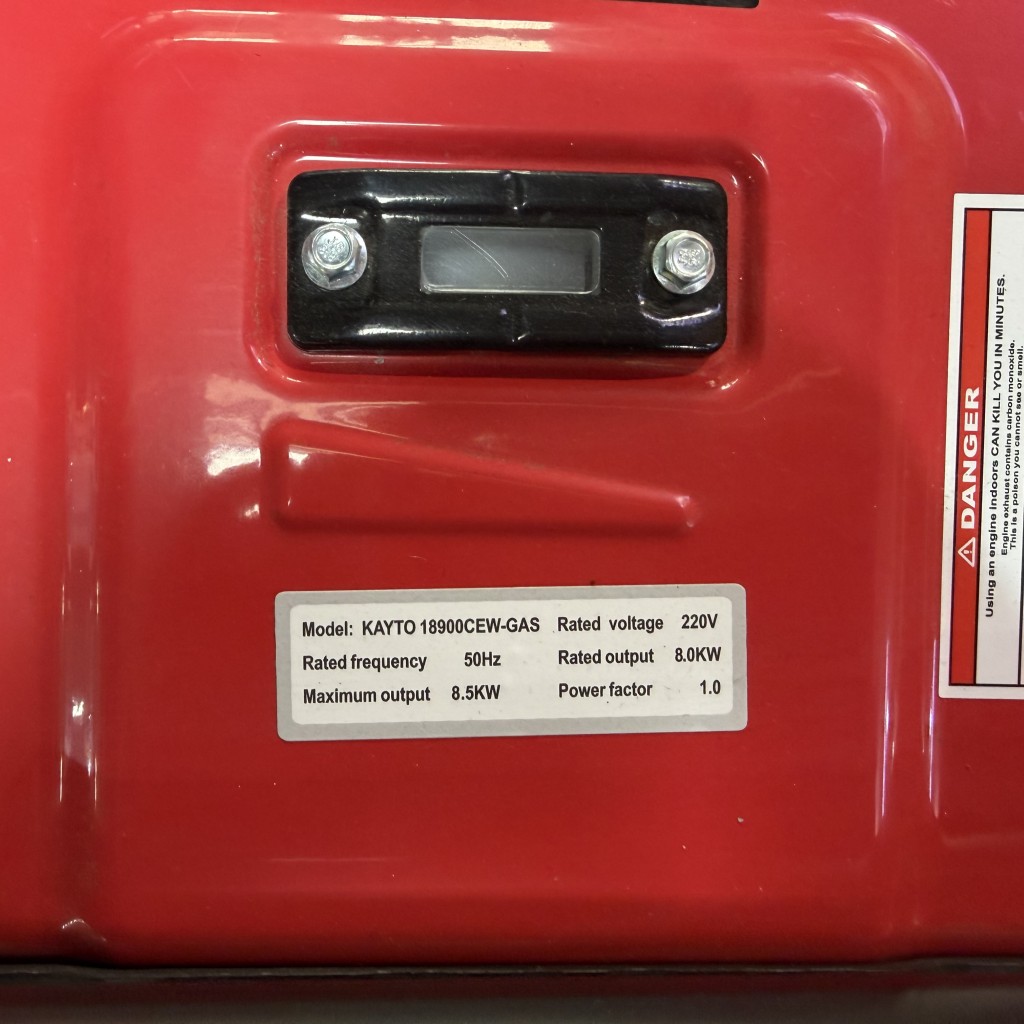 Model: KAYTO 18900CEW-GAS Rated voltage 220V
Rated frequency 50Hz Rated output 8.0KW
Maximum output 8.5KW Power factor 1.0
DANGER
Using an engine indoors CAN KILL YOU IN MINUTES.
Engine exhaust contains carbon monoxide.
This is a poison you cannot see or smell.